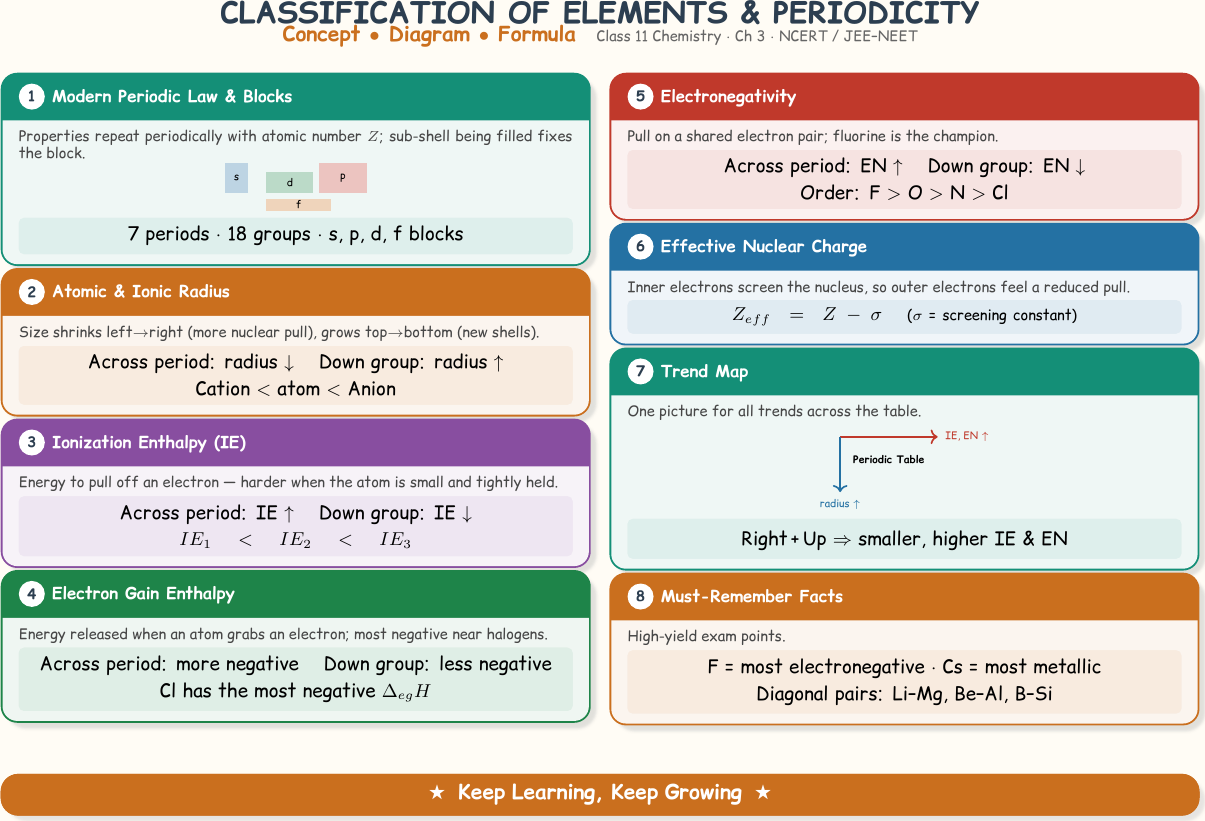 CLASSIFICATION OF ELEMENTS & PERIODICITY
Concept ● Diagram ● Formula Class 11 Chemistry · Ch 3 · NCERT / JEE–NEET
1 Modern Periodic Law & Blocks
Properties repeat periodically with atomic number Z; sub-shell being filled fixes
the block.
s d p
f
7 periods · 18 groups · s, p, d, f blocks
2 Atomic & Ionic Radius
Size shrinks left→right (more nuclear pull), grows top→bottom (new shells).
Across period: radius ↓ Down group: radius ↑
Cation < atom < Anion
3 Ionization Enthalpy (IE)
Energy to pull off an electron — harder when the atom is small and tightly held.
Across period: IE ↑ Down group: IE ↓
IE₁ < IE₂ < IE₃
4 Electron Gain Enthalpy
Energy released when an atom grabs an electron; most negative near halogens.
Across period: more negative Down group: less negative
Cl has the most negative Δ_{eg}H
5 Electronegativity
Pull on a shared electron pair; fluorine is the champion.
Across period: EN ↑ Down group: EN ↓
Order: F > O > N > Cl
6 Effective Nuclear Charge
Inner electrons screen the nucleus, so outer electrons feel a reduced pull.
Z_{eff} = Z − σ (σ = screening constant)
7 Trend Map
One picture for all trends across the table.
IE, EN ↑
Periodic Table
radius ↑
Right + Up ⇒ smaller, higher IE & EN
8 Must-Remember Facts
High-yield exam points.
F = most electronegative · Cs = most metallic
Diagonal pairs: Li–Mg, Be–Al, B–Si
★ Keep Learning, Keep Growing ★